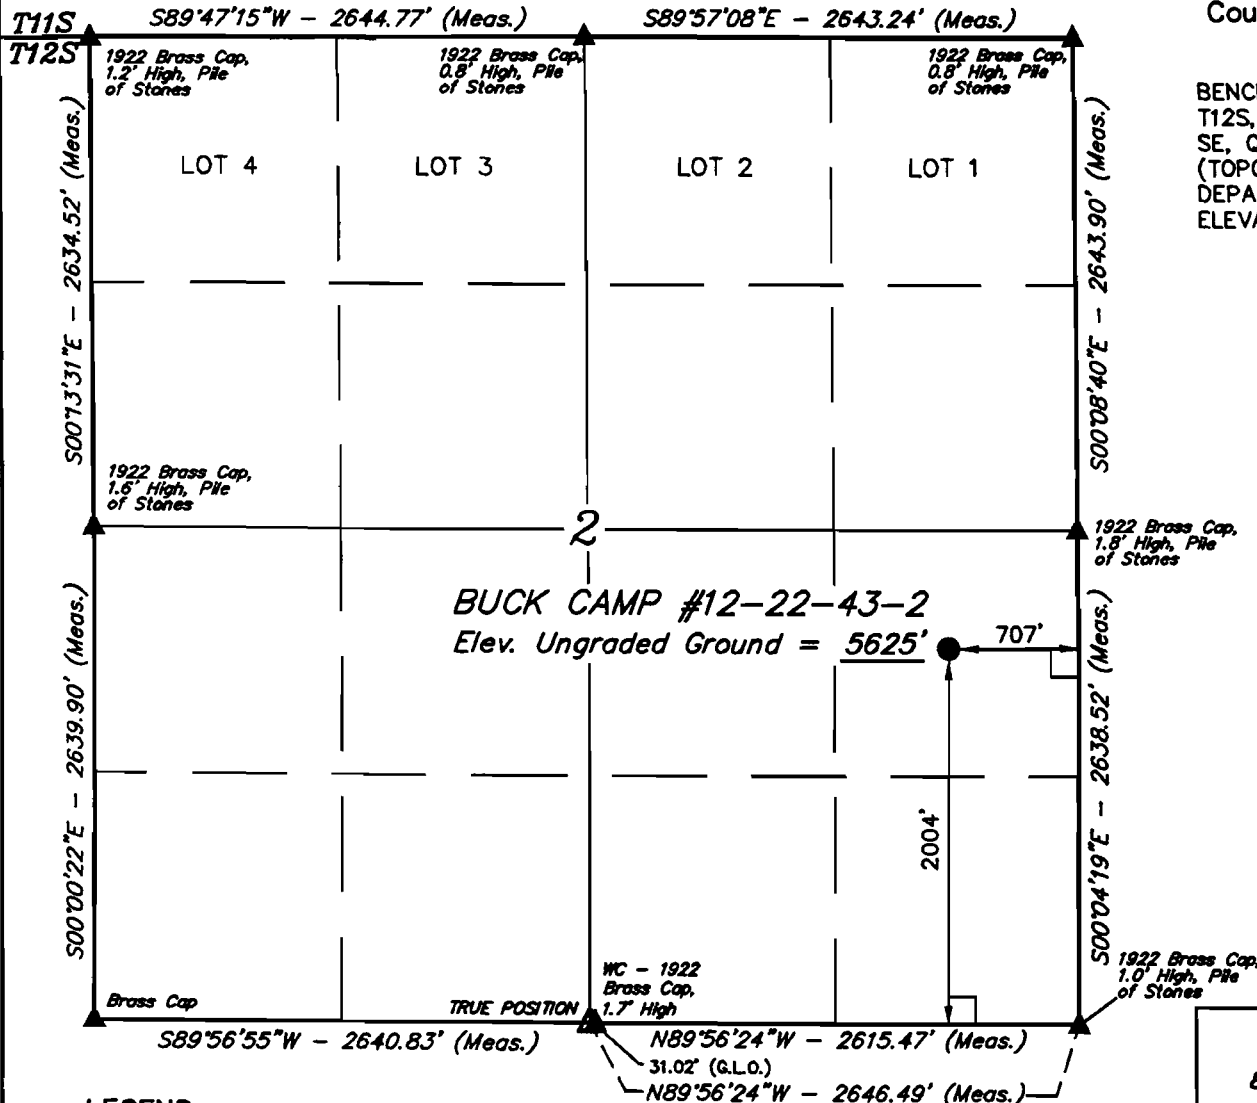 T11S
T12S
S89°47'15"W - 2644.77' (Meas.)
S89°57'08"E - 2643.24' (Meas.)
Cou
1922 Brass Cap,
1.2' High, Pile
of Stones
1922 Brass Cap,
0.8' High, Pile
of Stones
1922 Brass Cap,
0.8' High, Pile
of Stones
BENC
T12S,
SE, Q
(TOPO
DEPA
ELEVA
LOT 4
LOT 3
LOT 2
LOT 1
S00°13'31"E - 2634.52' (Meas.)
S00°08'40"E - 2643.90' (Meas.)
1922 Brass Cap,
1.6' High, Pile
of Stones
2
1922 Brass Cap,
1.8' High, Pile
of Stones
BUCK CAMP #12-22-43-2
Elev. Ungraded Ground = 5625'
707'
2004'
S00°00'22"E - 2639.90' (Meas.)
S00°04'19"E - 2638.52' (Meas.)
Brass Cap
TRUE POSITION
WC - 1922
Brass Cap,
1.7' High
1922 Brass Cap,
1.0' High, Pile
of Stones
S89°56'55"W - 2640.83' (Meas.)
N89°56'24"W - 2615.47' (Meas.)
31.02' (G.L.O.)
N89°56'24"W - 2646.49' (Meas.)